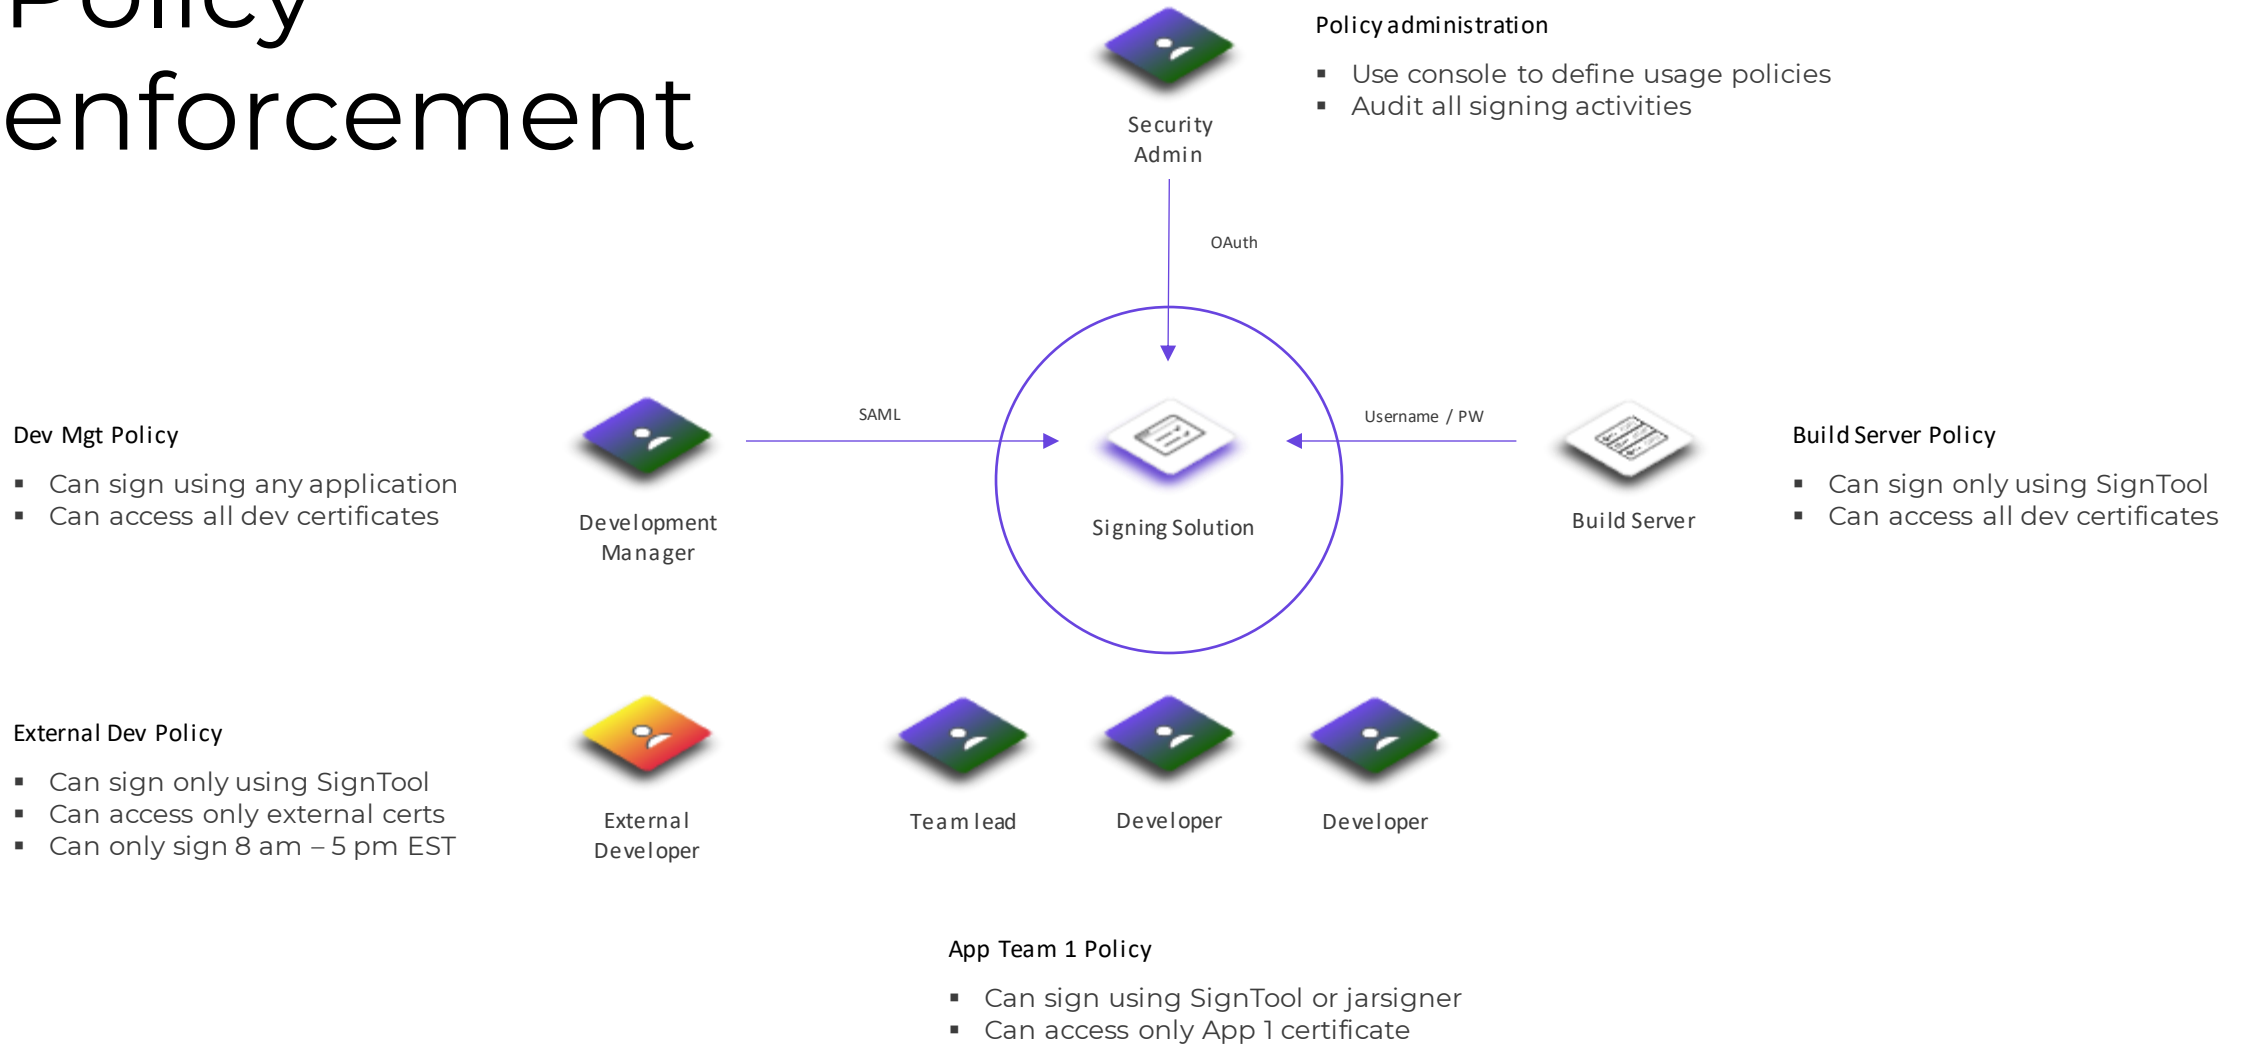 Policy
enforcement
Policy administration
▪ Use console to define usage policies
▪ Audit all signing activities
Security
Admin
OAuth
Dev Mgt Policy
▪ Can sign using any application
▪ Can access all dev certificates
Development
Manager
SAML
Signing Solution
Username / PW
Build Server
Build Server Policy
▪ Can sign only using SignTool
▪ Can access all dev certificates
External Dev Policy
▪ Can sign only using SignTool
▪ Can access only external certs
▪ Can only sign 8 am – 5 pm EST
External
Developer
Team lead
Developer
Developer
App Team 1 Policy
▪ Can sign using SignTool or jarsigner
▪ Can access only App 1 certificate